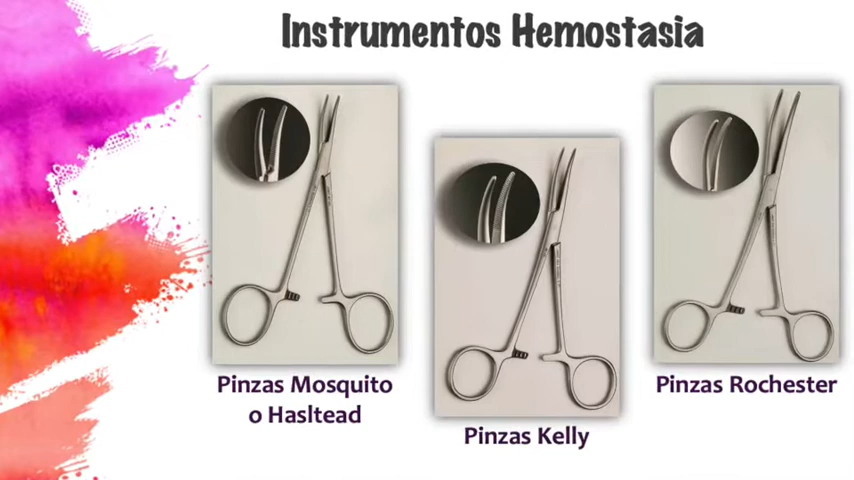 Instrumentos Hemostasia
Pinzas Mosquito
o Hasltead
Pinzas Kelly
Pinzas Rochester